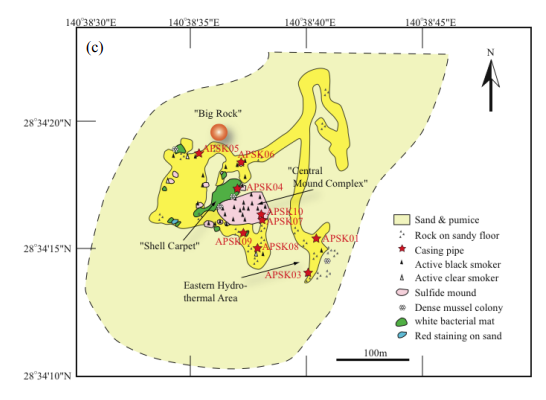 140°38'30"E
140°38'35"E
140°38'40"E
140°38'45"E
(c)
N
"Big Rock"
28°34'20"N
APSK05
APSK06
"Central
Mound Complex"
APSK04
APSK10
APSK07
"Shell Carpet"
APSK09
APSK08
APSK01
28°34'15"N
APSK03
Eastern Hydro-
thermal Area
Sand & pumice
Rock on sandy floor
Casing pipe
Active black smoker
Active clear smoker
Sulfide mound
Dense mussel colony
white bacterial mat
Red staining on sand
100m
28°34'10"N